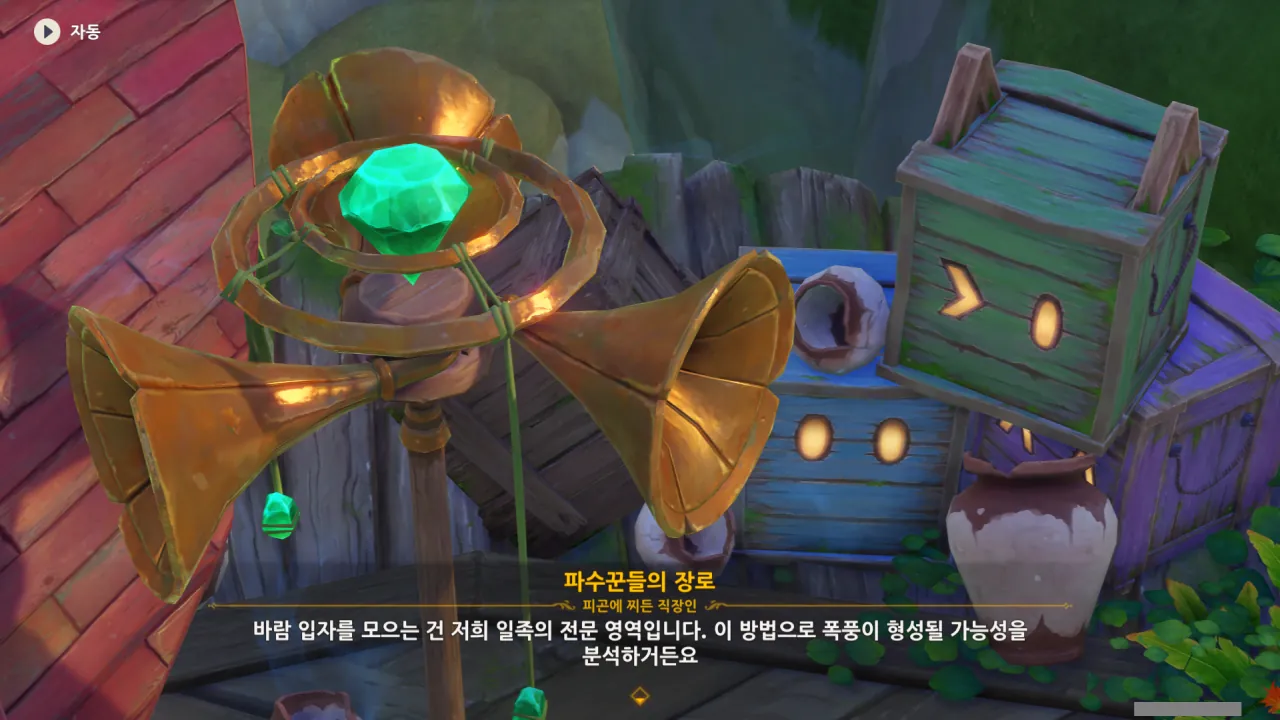 자동
파수꾼들의 장로
피곤에 찌든 직장인
바람 입자를 모으는 건 저희 일족의 전문 영역입니다. 이 방법으로 폭풍이 형성될 가능성을
분석하거든요